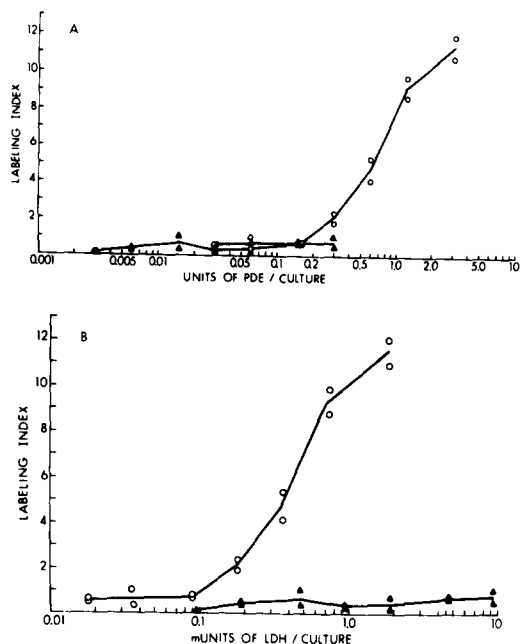 A
LABELING INDEX
12
10
8
6
4
2
0.001 0.005 0.01 0.05 0.1 0.2 0.5 1.0 2.0 5.0 10
UNITS OF PDE / CULTURE
B
LABELING INDEX
12
10
8
6
4
2
0.01 0.1 1.0 10
mUNITS OF LDH / CULTURE